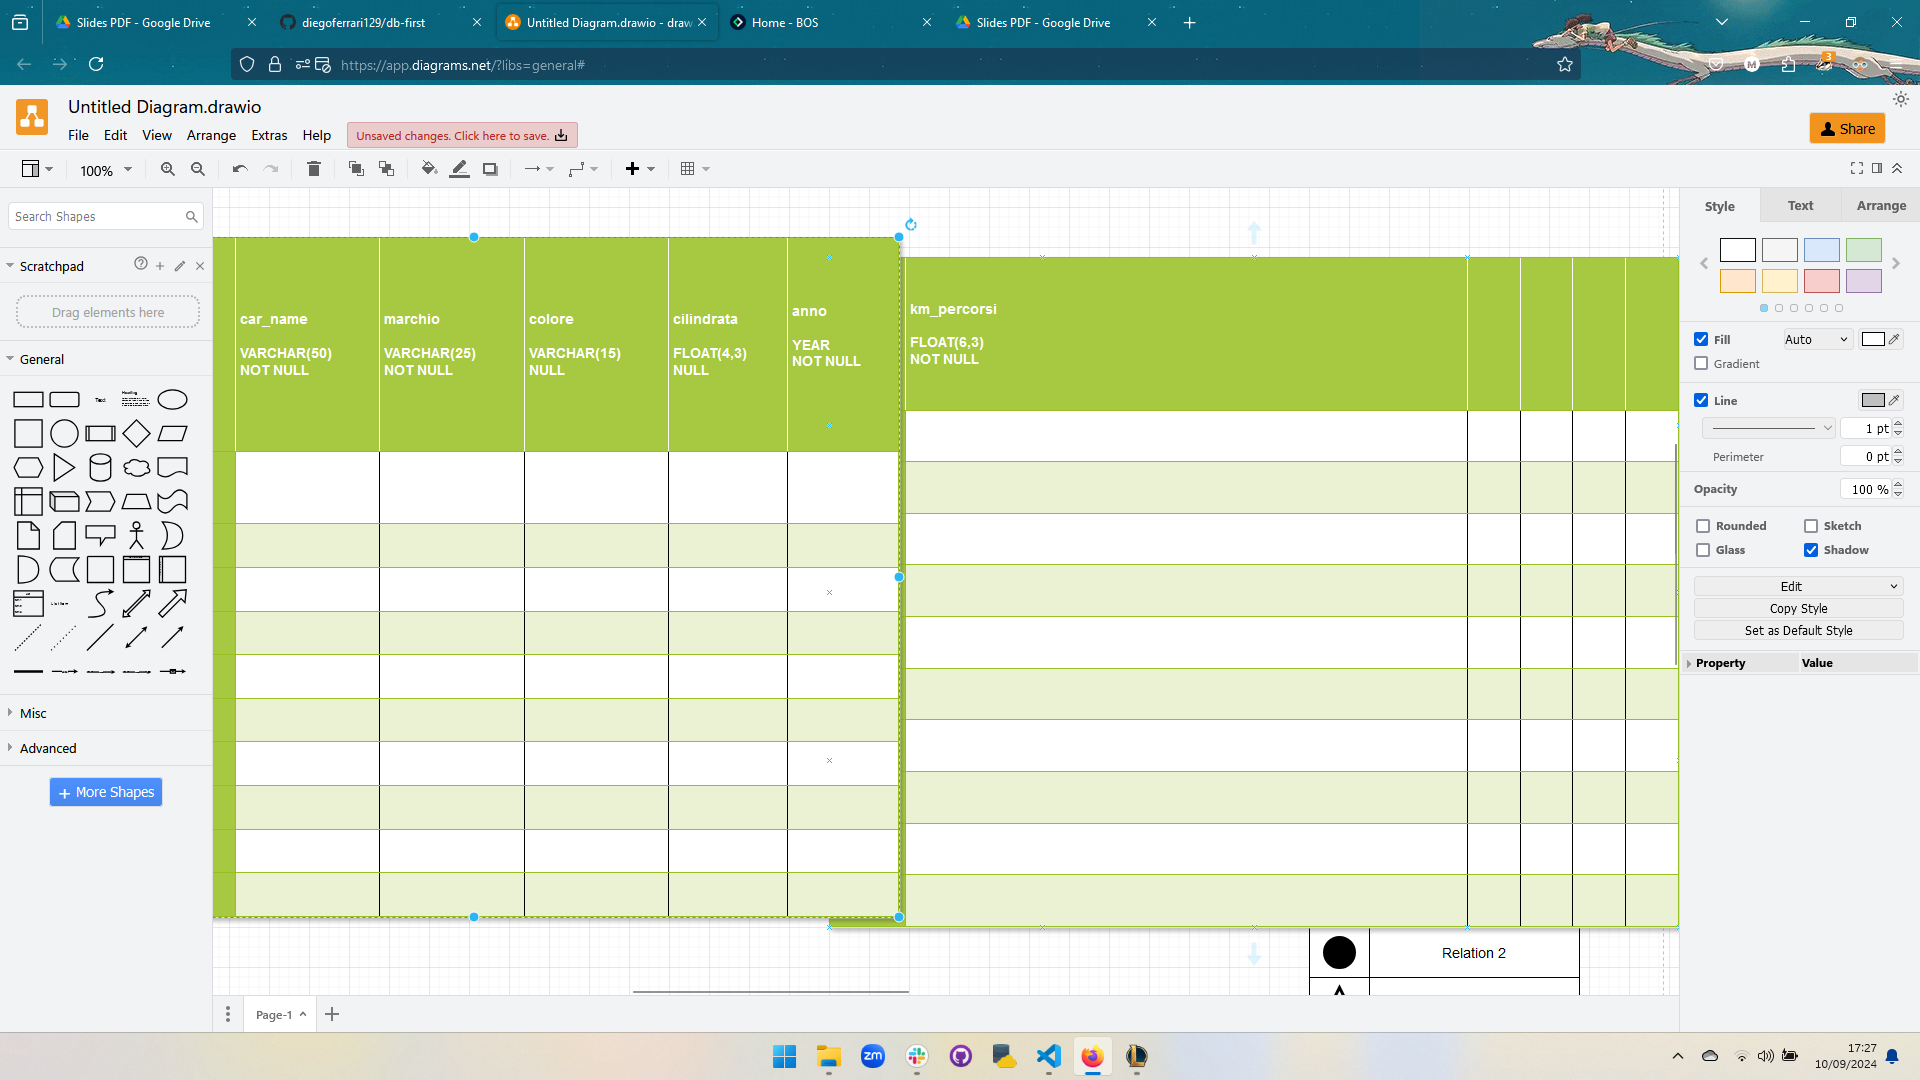 Slides PDF - Google Drive
diegoferrari129/db-first
Untitled Diagram.drawio - draw
Home - BOS
Slides PDF - Google Drive
https://app.diagrams.net/?libs=general#
M
3
Untitled Diagram.drawio
File Edit View Arrange Extras Help
Unsaved changes. Click here to save.
Share
100%
Search Shapes
Scratchpad
Drag elements here
General
Text
Heading
List Item
Misc
Advanced
+ More Shapes
car_name
VARCHAR(50)
NOT NULL
marchio
VARCHAR(25)
NOT NULL
colore
VARCHAR(15)
NULL
cilindrata
FLOAT(4,3)
NULL
anno
YEAR
NOT NULL
km_percorsi
FLOAT(6,3)
NOT NULL
Relation 2
Style Text Arrange
Fill Auto
Gradient
Line
1 pt
Perimeter 0 pt
Opacity 100 %
Rounded Sketch
Glass Shadow
Edit
Copy Style
Set as Default Style
Property Value
Page-1
zm
17:27
10/09/2024